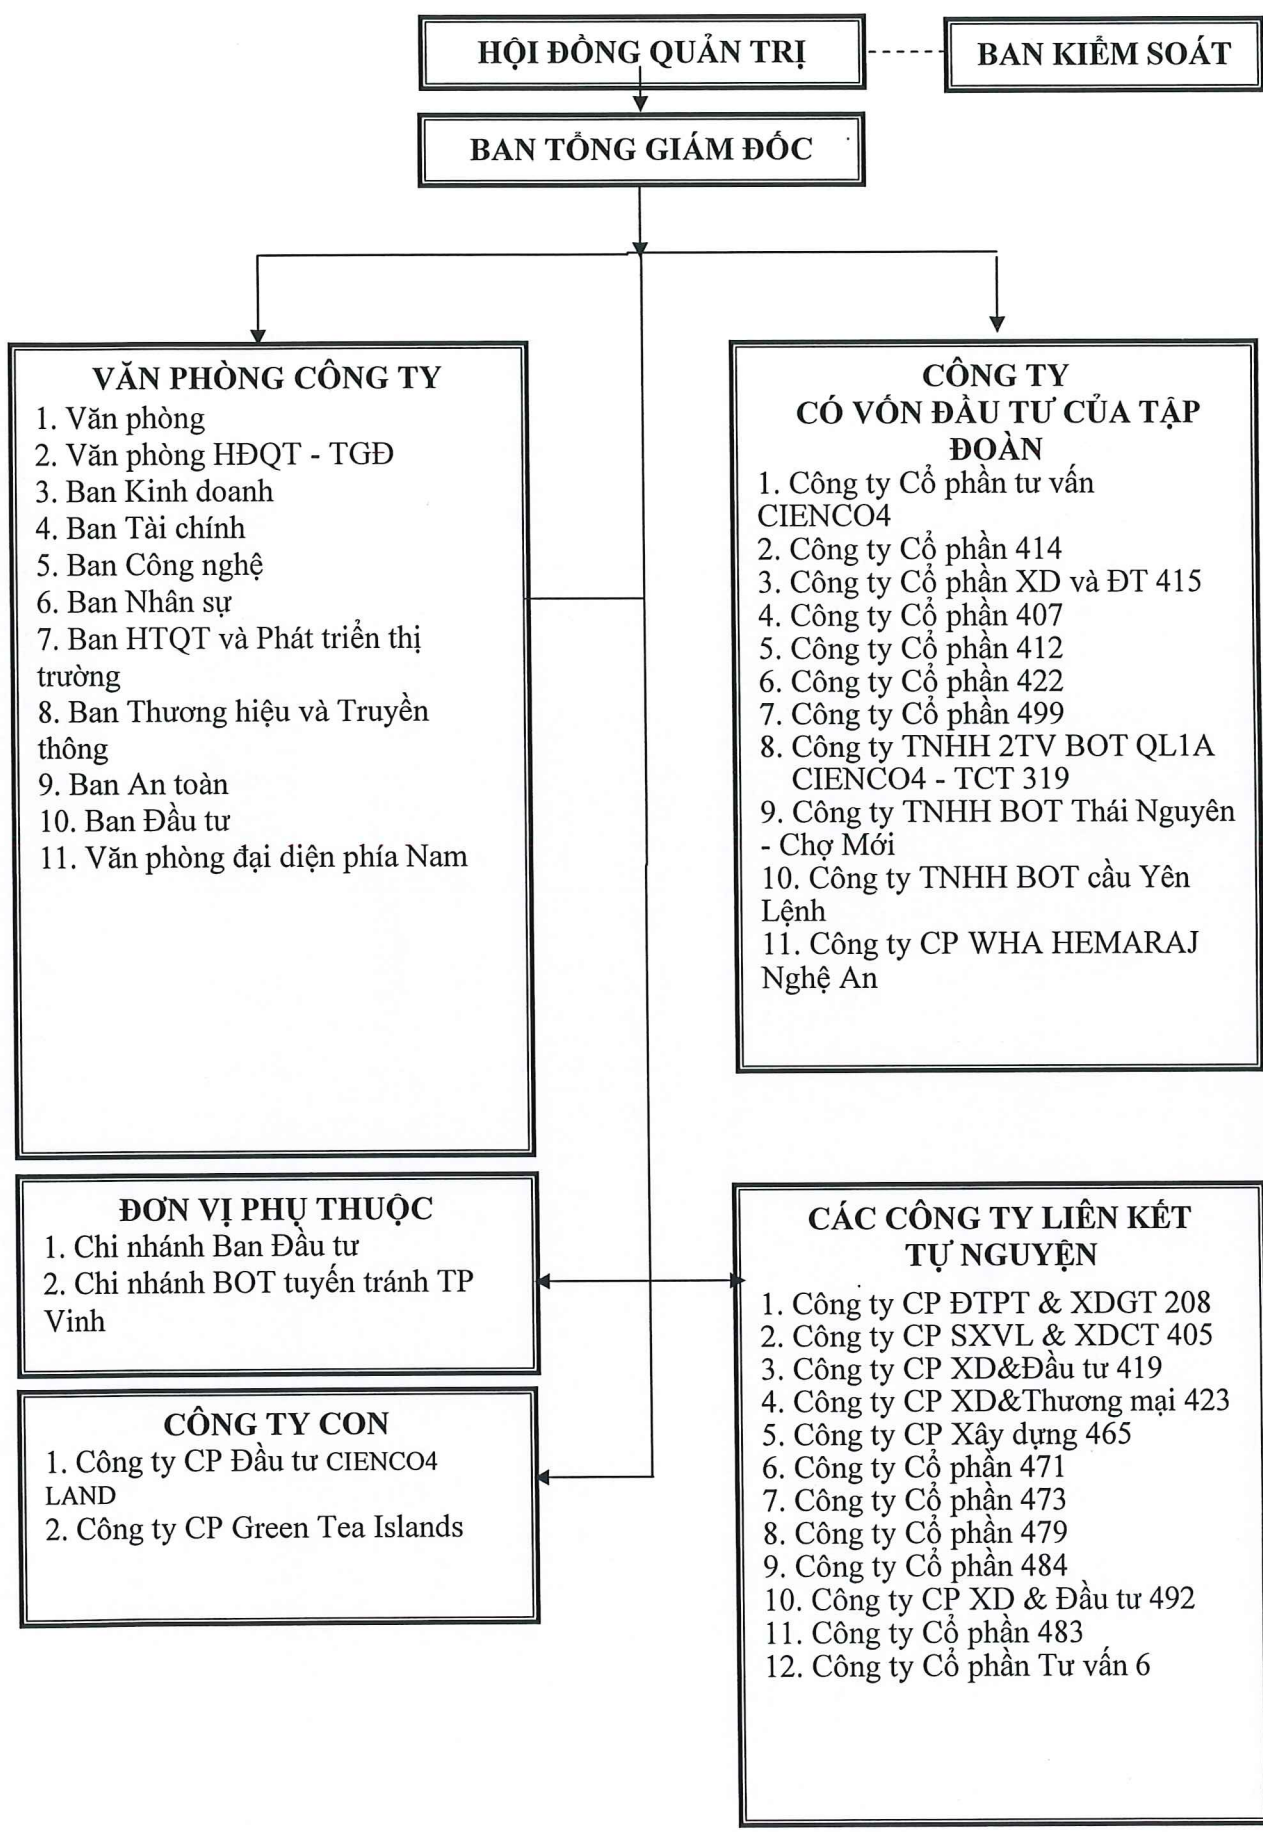 HỘI ĐỒNG QUẢN TRỊ
BAN KIỂM SOÁT
BAN TỔNG GIÁM ĐỐC
VĂN PHÒNG CÔNG TY
1. Văn phòng
2. Văn phòng HĐQT - TGĐ
3. Ban Kinh doanh
4. Ban Tài chính
5. Ban Công nghệ
6. Ban Nhân sự
7. Ban HTQT và Phát triển thị
trường
8. Ban Thương hiệu và Truyền
thông
9. Ban An toàn
10. Ban Đầu tư
11. Văn phòng đại diện phía Nam
CÔNG TY
CÓ VỐN ĐẦU TƯ CỦA TẬP
ĐOÀN
1. Công ty Cổ phần tư vấn
CIENCO4
2. Công ty Cổ phần 414
3. Công ty Cổ phần XD và ĐT 415
4. Công ty Cổ phần 407
5. Công ty Cổ phần 412
6. Công ty Cổ phần 422
7. Công ty Cổ phần 499
8. Công ty TNHH 2TV BOT QL1A
CIENCO4 - TCT 319
9. Công ty TNHH BOT Thái Nguyên
- Chợ Mới
10. Công ty TNHH BOT cầu Yên
Lệnh
11. Công ty CP WHA HEMARAJ
Nghệ An
ĐƠN VỊ PHỤ THUỘC
1. Chi nhánh Ban Đầu tư
2. Chi nhánh BOT tuyến tránh TP
Vinh
CÔNG TY CON
1. Công ty CP Đầu tư CIENCO4
LAND
2. Công ty CP Green Tea Islands
CÁC CÔNG TY LIÊN KẾT
TỰ NGUYỆN
1. Công ty CP ĐTPT & XDGT 208
2. Công ty CP SXVL & XDCT 405
3. Công ty CP XD&Đầu tư 419
4. Công ty CP XD&Thương mại 423
5. Công ty CP Xây dựng 465
6. Công ty Cổ phần 471
7. Công ty Cổ phần 473
8. Công ty Cổ phần 479
9. Công ty Cổ phần 484
10. Công ty CP XD & Đầu tư 492
11. Công ty Cổ phần 483
12. Công ty Cổ phần Tư vấn 6